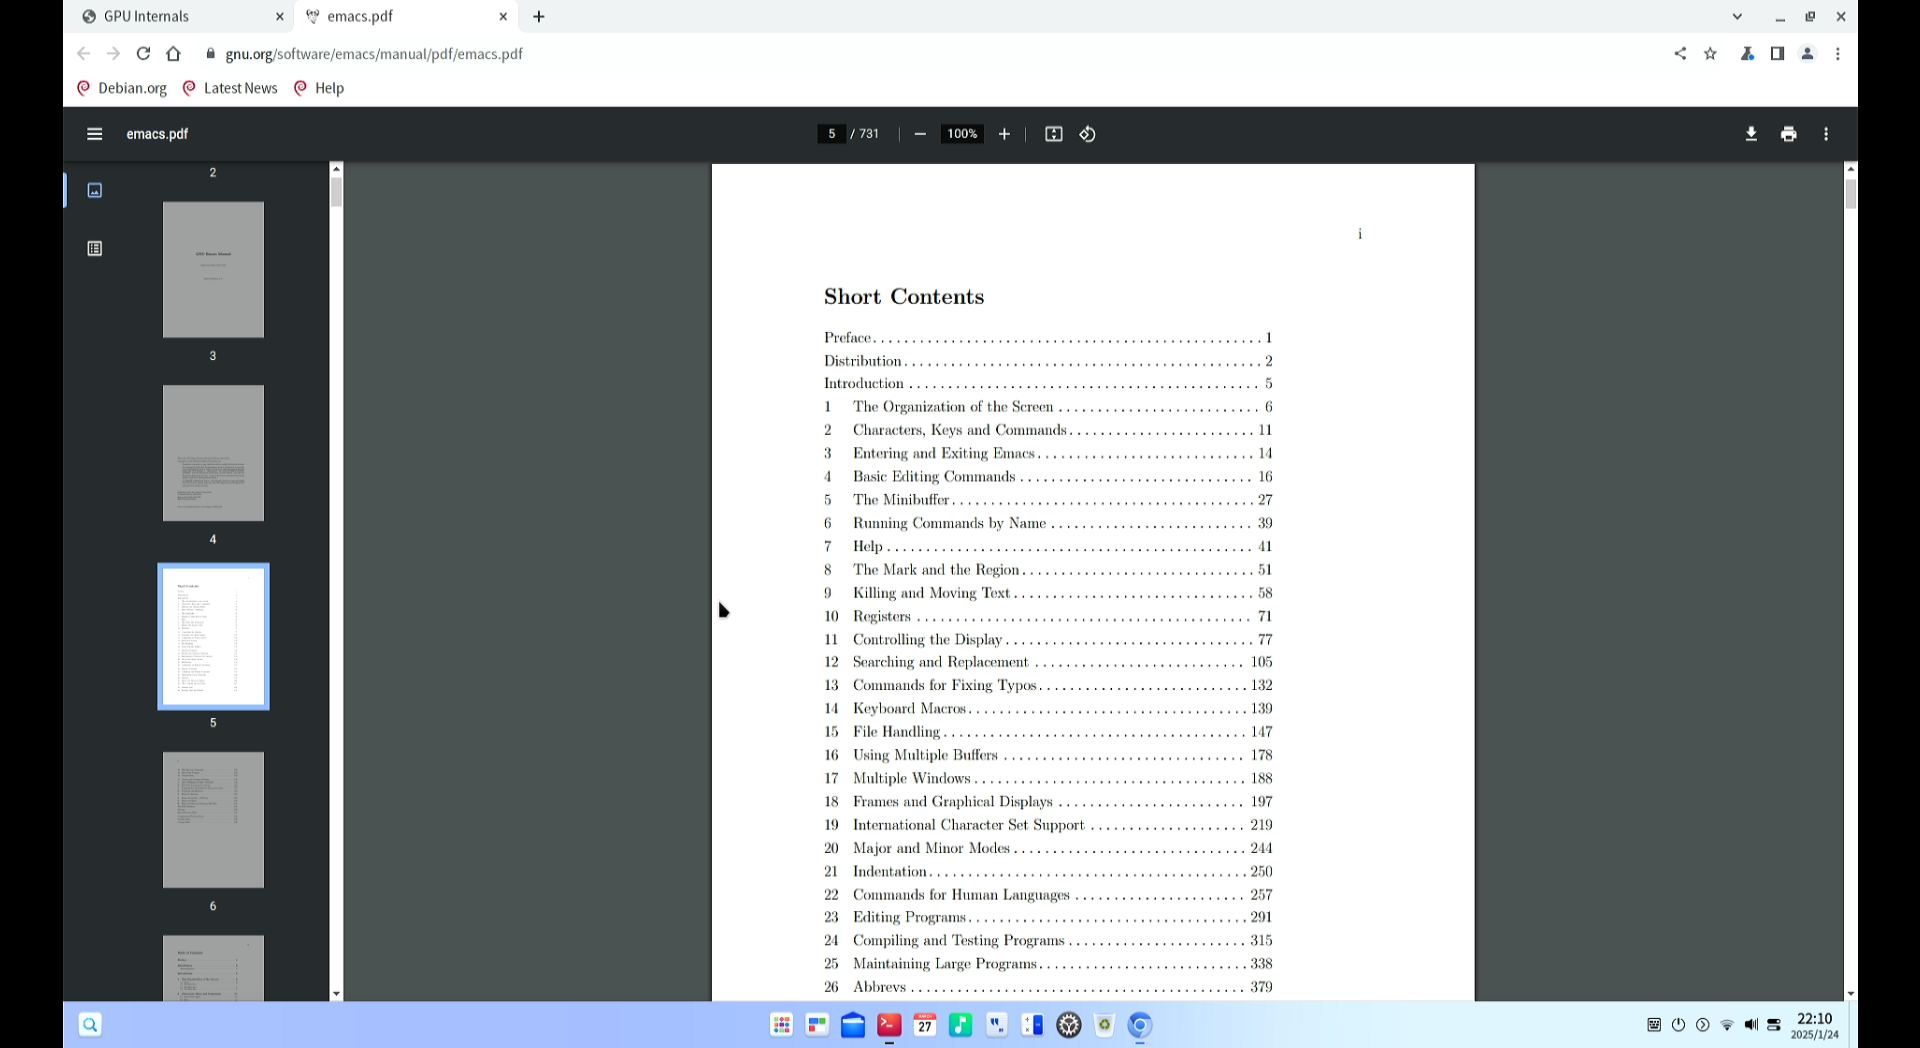 GPU Internals
emacs.pdf
gnu.org/software/emacs/manual/pdf/emacs.pdf
Debian.org Latest News Help
emacs.pdf
5 / 731
100%
2
3
4
5
6
i
Short Contents
Preface 1
Distribution 2
Introduction 5
1 The Organization of the Screen 6
2 Characters, Keys and Commands 11
3 Entering and Exiting Emacs 14
4 Basic Editing Commands 16
5 The Minibuffer 27
6 Running Commands by Name 39
7 Help 41
8 The Mark and the Region 51
9 Killing and Moving Text 58
10 Registers 71
11 Controlling the Display 77
12 Searching and Replacement 105
13 Commands for Fixing Typos 132
14 Keyboard Macros 139
15 File Handling 147
16 Using Multiple Buffers 178
17 Multiple Windows 188
18 Frames and Graphical Displays 197
19 International Character Set Support 219
20 Major and Minor Modes 244
21 Indentation 250
22 Commands for Human Languages 257
23 Editing Programs 291
24 Compiling and Testing Programs 315
25 Maintaining Large Programs 338
26 Abbrevs 379
27
22:10
2025/1/24